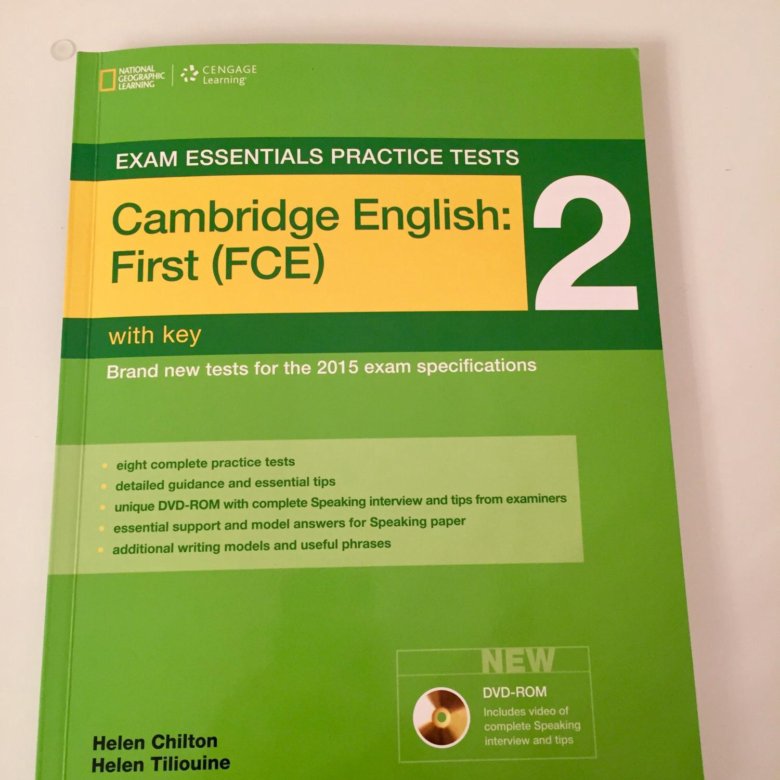 NATIONAL
GEOGRAPHIC
LEARNING
CENGAGE
Learning®
EXAM ESSENTIALS PRACTICE TESTS
Cambridge English:
First (FCE)
2
with key
Brand new tests for the 2015 exam specifications
• eight complete practice tests
• detailed guidance and essential tips
• unique DVD-ROM with complete Speaking interview and tips from examiners
• essential support and model answers for Speaking paper
• additional writing models and useful phrases
NEW
DVD-ROM
Includes video of
complete Speaking
interview and tips
Helen Chilton
Helen Tiliouine